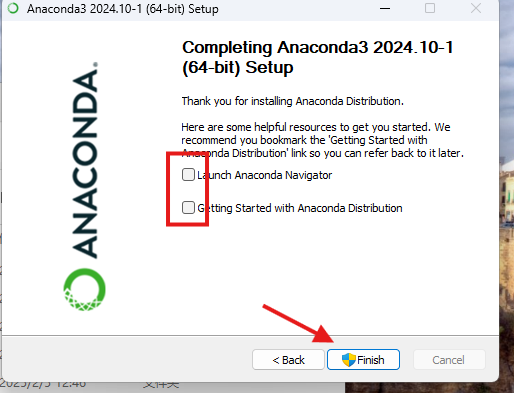 Anaconda3 2024.10-1 (64-bit) Setup
Completing Anaconda3 2024.10-1
(64-bit) Setup
Thank you for installing Anaconda Distribution.
Here are some helpful resources to get you started. We
recommend you bookmark the 'Getting Started with
Anaconda Distribution' link so you can refer back to it later.
Launch Anaconda Navigator
Getting Started with Anaconda Distribution
ANACONDA.
< Back
Finish
Cancel
2025/2/5 12:46
文件夹